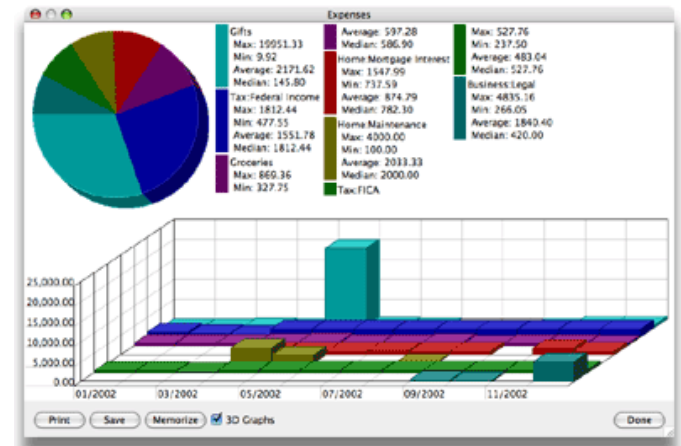 Expenses
Gifts
Max: 19951.33
Min: 9.92
Average: 2171.62
Median: 145.80
Tax:Federal Income
Max: 1812.44
Min: 477.55
Average: 1551.78
Median: 1812.44
Groceries
Max: 869.36
Min: 327.75
Average: 597.28
Median: 586.90
Home:Mortgage Interest
Max: 1547.99
Min: 737.59
Average: 874.79
Median: 782.30
Home:Maintenance
Max: 4000.00
Min: 100.00
Average: 2033.33
Median: 2000.00
Tax:FICA
Max: 527.76
Min: 237.50
Average: 483.04
Median: 527.76
Business:Legal
Max: 4835.16
Min: 266.05
Average: 1840.40
Median: 420.00
25,000.00
20,000.00
15,000.00
10,000.00
5,000.00
0.00
01/2002 03/2002 05/2002 07/2002 09/2002 11/2002
Print Save Memorize 3D Graphs Done